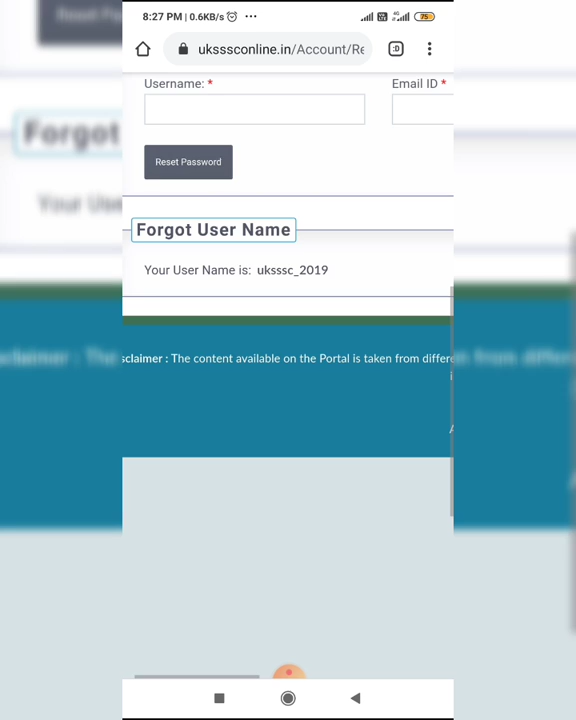 8:27 PM | 0.6KB/s
4G
75
uksssconline.in/Account/Re
:D
Username: *
Email ID *
Reset Password
Forgot User Name
Your User Name is: uksssc_2019
sclaimer : The content available on the Portal is taken from differe